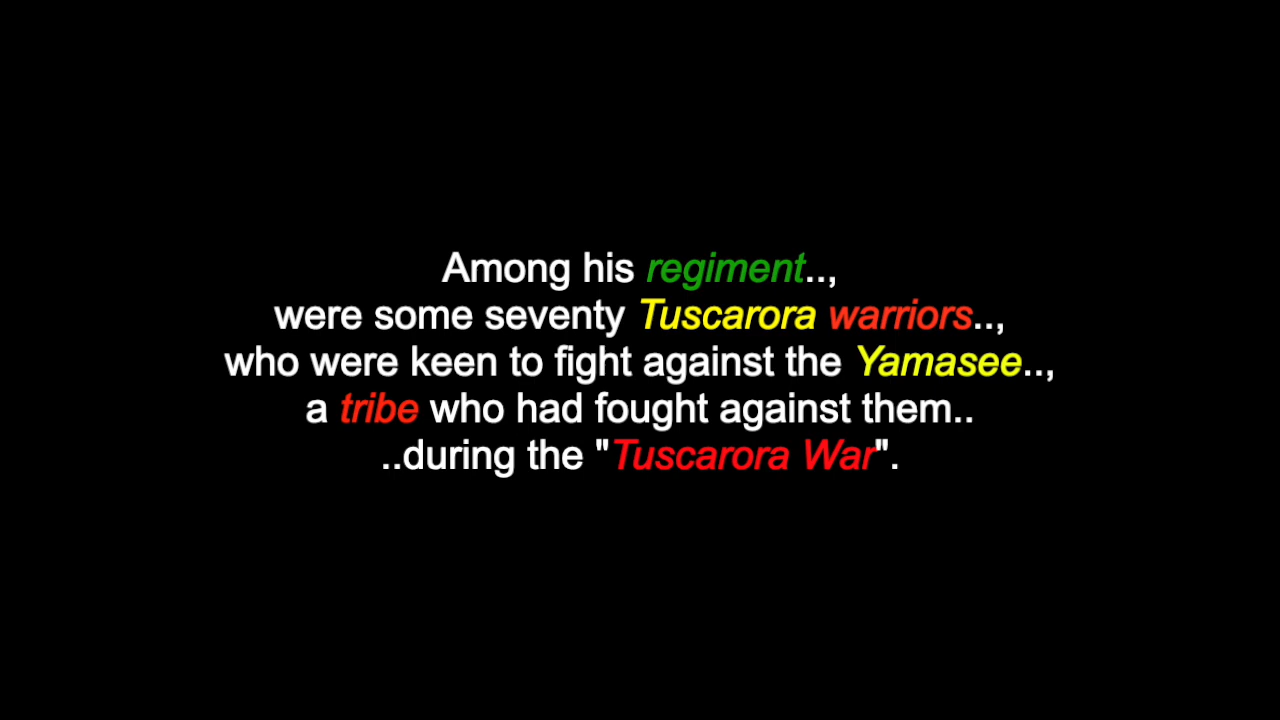 Among his regiment..,
were some seventy Tuscarora warriors..,
who were keen to fight against the Yamasee..,
a tribe who had fought against them..
..during the "Tuscarora War".